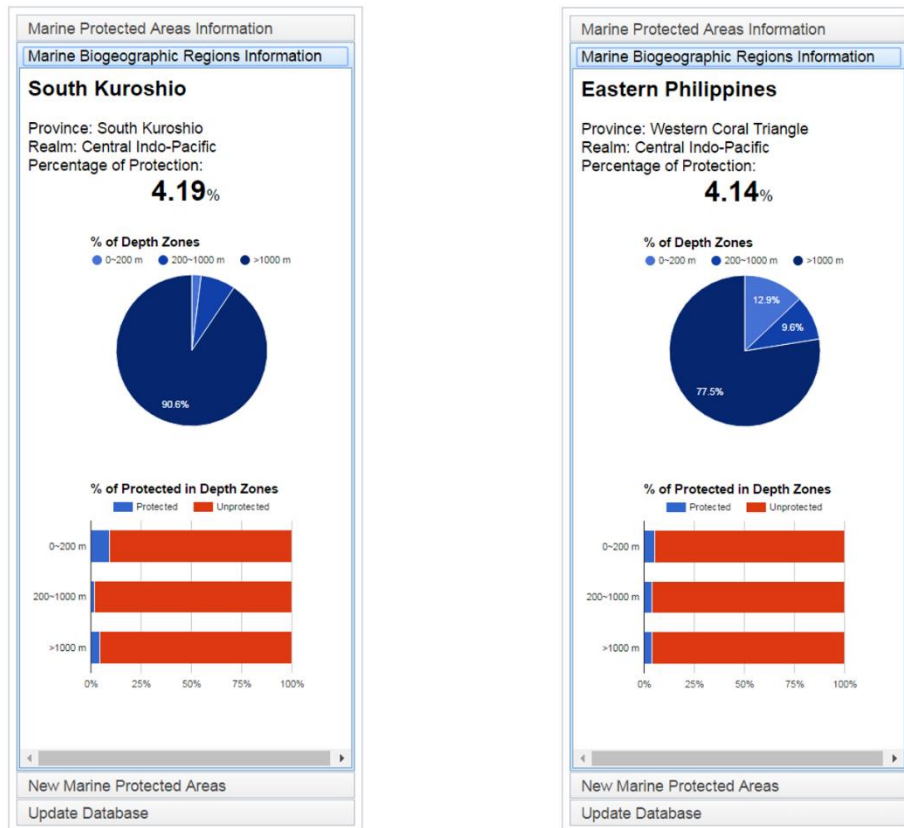 Marine Protected Areas Information
Marine Biogeographic Regions Information
South Kuroshio
Province: South Kuroshio
Realm: Central Indo-Pacific
Percentage of Protection:
4.19%
% of Depth Zones
0~200 m 200~1000 m >1000 m
90.6%
% of Protected in Depth Zones
Protected Unprotected
0~200 m
200~1000 m
>1000 m
0% 25% 50% 75% 100%
New Marine Protected Areas
Update Database
Marine Protected Areas Information
Marine Biogeographic Regions Information
Eastern Philippines
Province: Western Coral Triangle
Realm: Central Indo-Pacific
Percentage of Protection:
4.14%
% of Depth Zones
0~200 m 200~1000 m >1000 m
12.9%
9.6%
77.5%
% of Protected in Depth Zones
Protected Unprotected
0~200 m
200~1000 m
>1000 m
0% 25% 50% 75% 100%
New Marine Protected Areas
Update Database